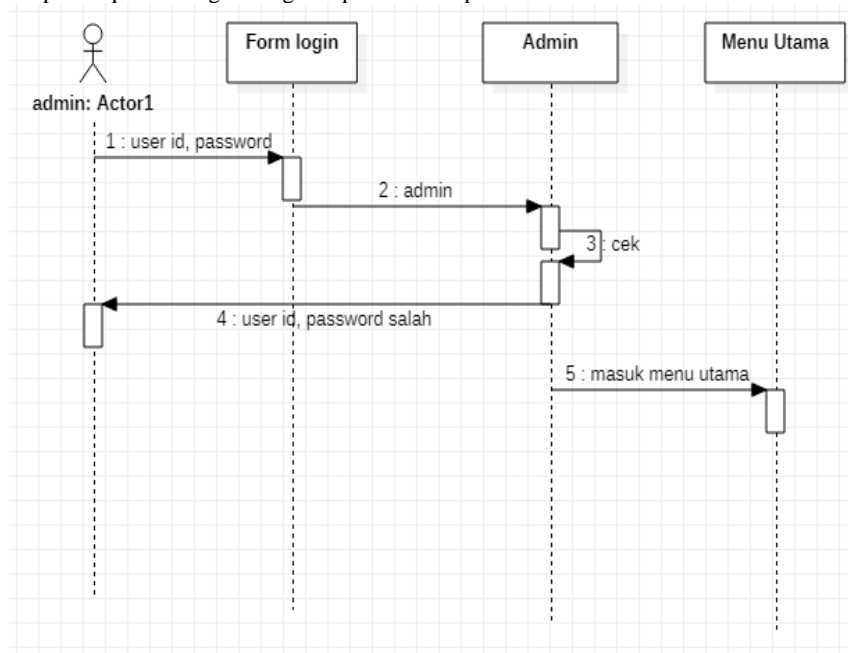 Form login
Admin
Menu Utama
admin: Actor1
1 : user id, password
2 : admin
3 : cek
4 : user id, password salah
5 : masuk menu utama